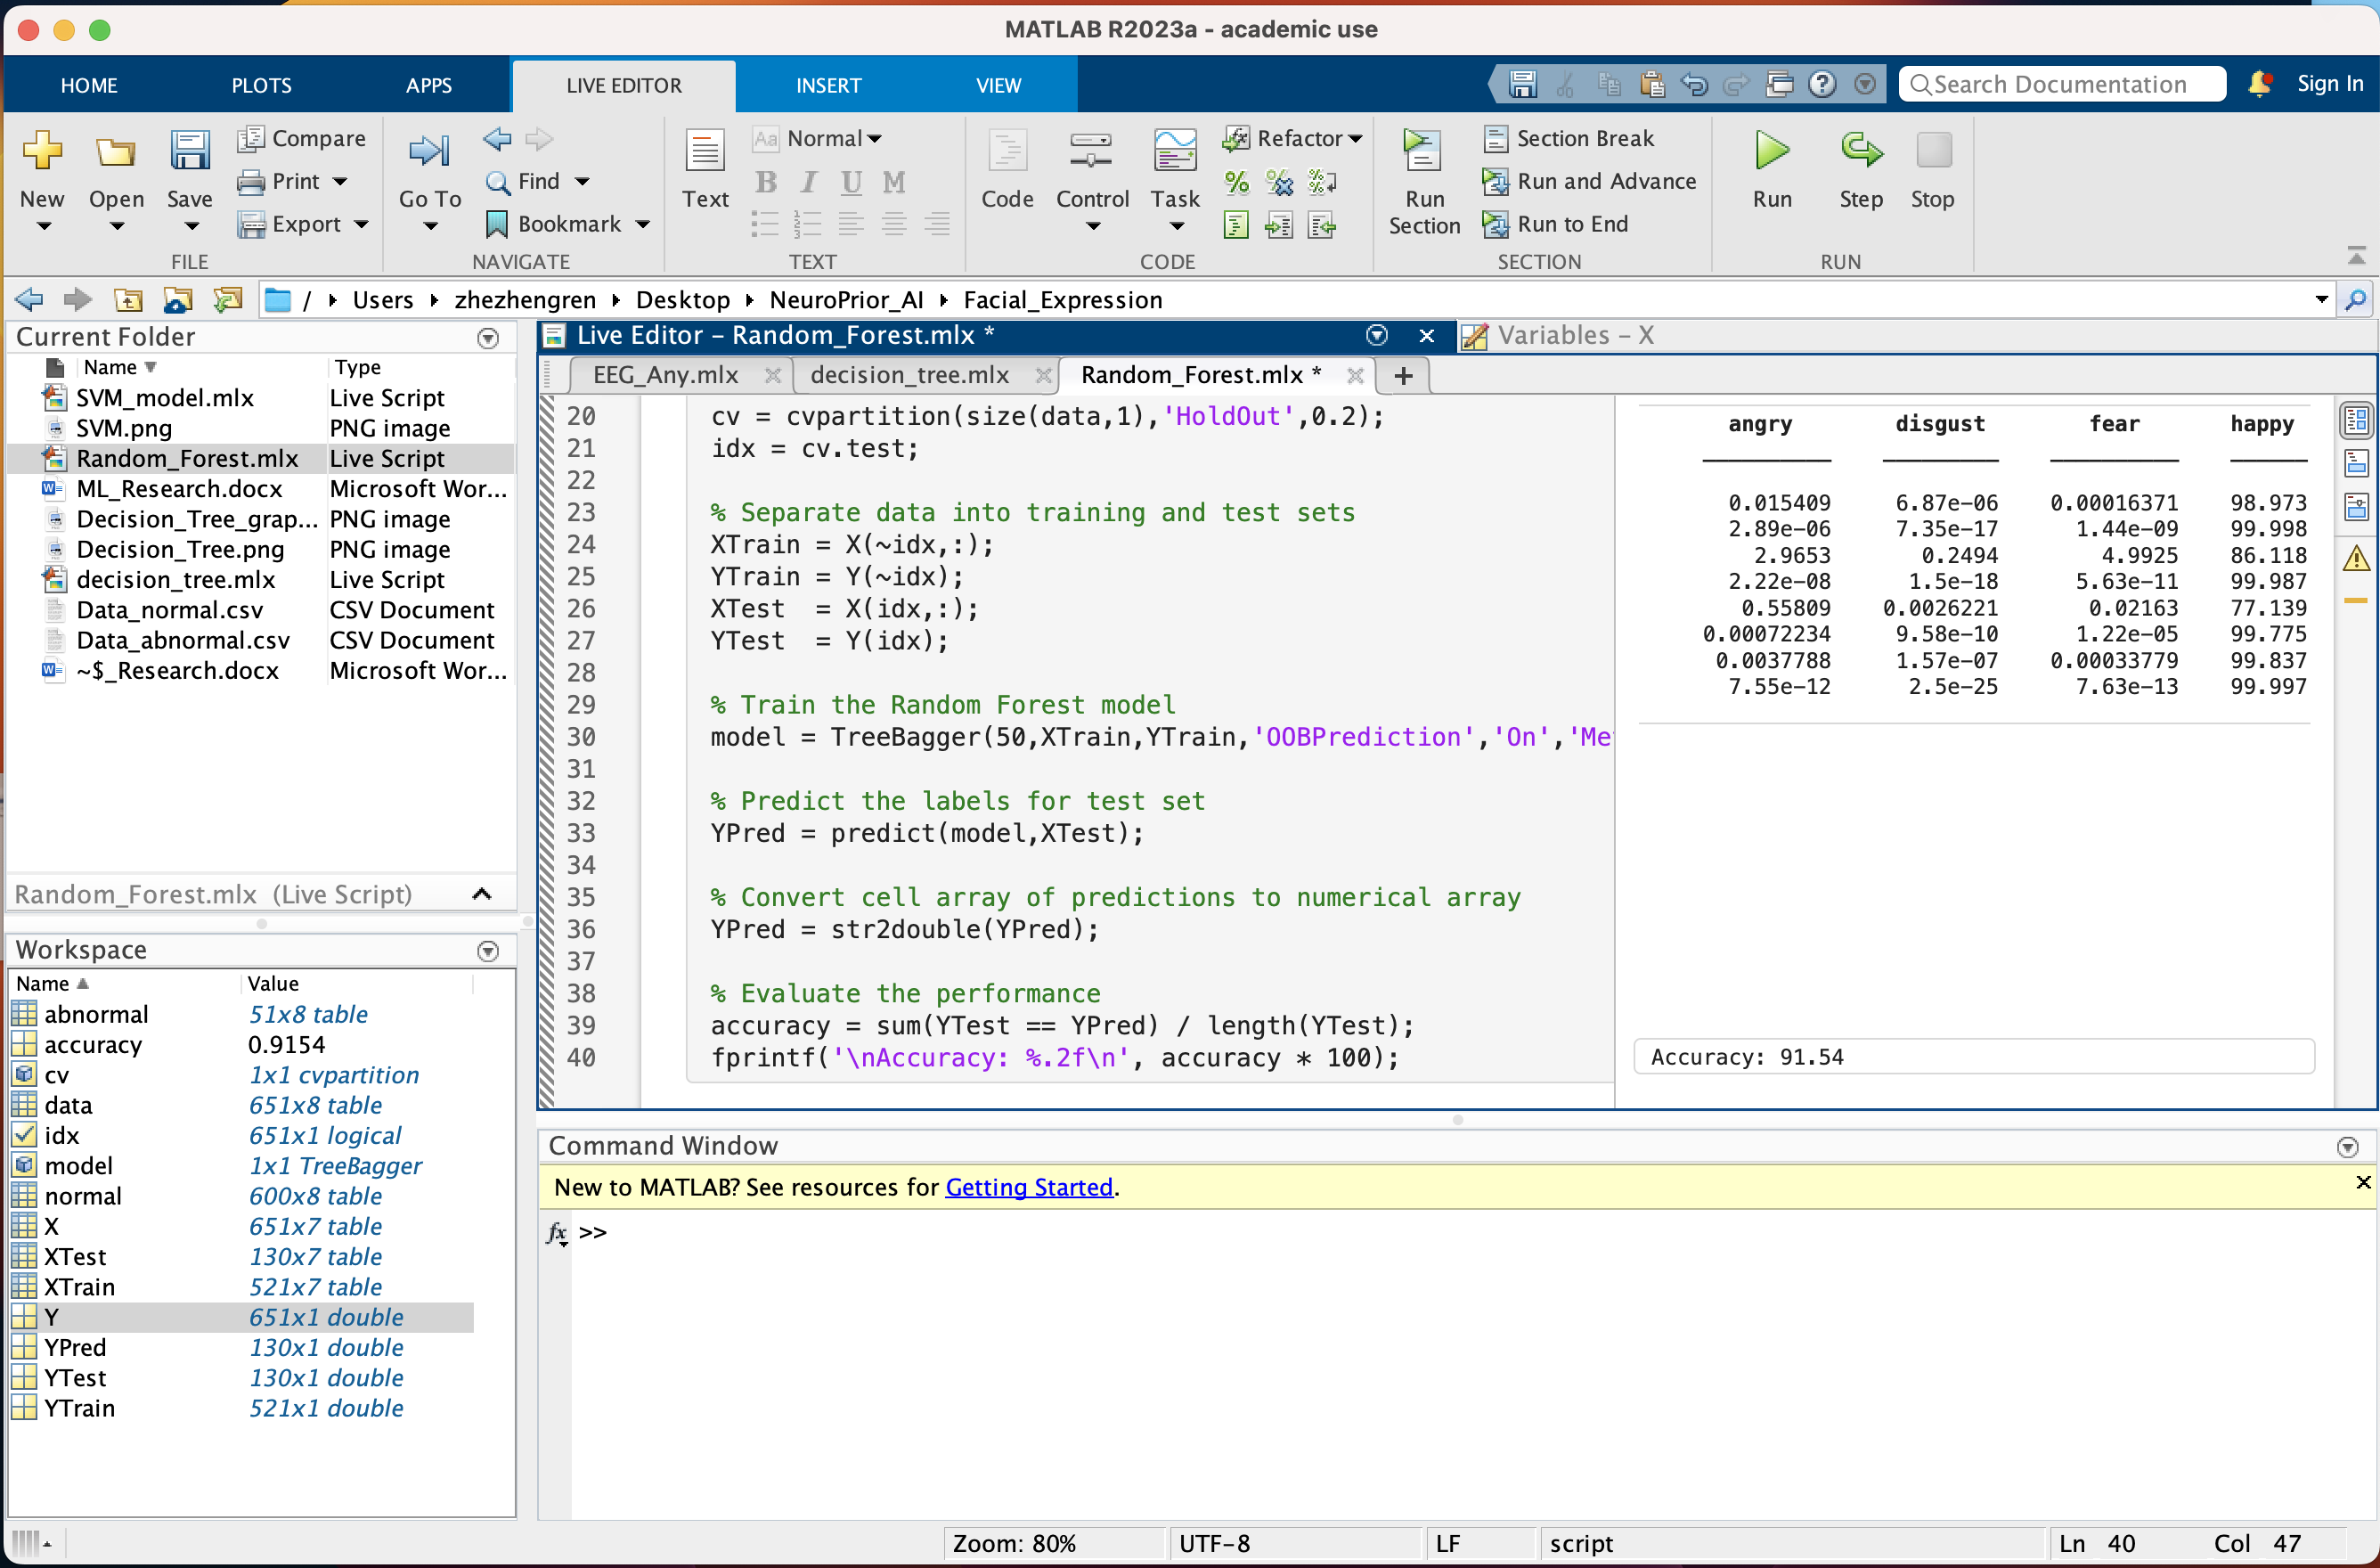 MATLAB R2023a - academic use
HOME PLOTS APPS LIVE EDITOR INSERT VIEW Search Documentation Sign In
New Open Save Compare Print Export
FILE
Go To Find Bookmark
NAVIGATE
Text Aa Normal B I U M
TEXT
Code Control Task Refactor
CODE
Run Section Section Break Run and Advance Run to End
SECTION
Run Step Stop
RUN
/ Users zhezhengren Desktop NeuroPrior_AI Facial_Expression
Current Folder
Name Type
SVM_model.mlx Live Script
SVM.png PNG image
Random_Forest.mlx Live Script
ML_Research.docx Microsoft Wor...
Decision_Tree_grap... PNG image
Decision_Tree.png PNG image
decision_tree.mlx Live Script
Data_normal.csv CSV Document
Data_abnormal.csv CSV Document
~$_Research.docx Microsoft Wor...
Random_Forest.mlx (Live Script)
Workspace
Name Value
abnormal 51x8 table
accuracy 0.9154
cv 1x1 cvpartition
data 651x8 table
idx 651x1 logical
model 1x1 TreeBagger
normal 600x8 table
X 651x7 table
XTest 130x7 table
XTrain 521x7 table
Y 651x1 double
YPred 130x1 double
YTest 130x1 double
YTrain 521x1 double
Live Editor – Random_Forest.mlx *
Variables – X
EEG_Any.mlx decision_tree.mlx Random_Forest.mlx * +
20 cv = cvpartition(size(data,1),'HoldOut',0.2);
21 idx = cv.test;
22
23 % Separate data into training and test sets
24 XTrain = X(~idx,:);
25 YTrain = Y(~idx);
26 XTest  = X(idx,:);
27 YTest  = Y(idx);
28
29 % Train the Random Forest model
30 model = TreeBagger(50,XTrain,YTrain,'OOBPrediction','On','Me
31
32 % Predict the labels for test set
33 YPred = predict(model,XTest);
34
35 % Convert cell array of predictions to numerical array
36 YPred = str2double(YPred);
37
38 % Evaluate the performance
39 accuracy = sum(YTest == YPred) / length(YTest);
40 fprintf('\nAccuracy: %.2f\n', accuracy * 100);
angry disgust fear happy
0.015409 6.87e-06 0.00016371 98.973
2.89e-06 7.35e-17 1.44e-09 99.998
2.9653 0.2494 4.9925 86.118
2.22e-08 1.5e-18 5.63e-11 99.987
0.55809 0.0026221 0.02163 77.139
0.00072234 9.58e-10 1.22e-05 99.775
0.0037788 1.57e-07 0.00033779 99.837
7.55e-12 2.5e-25 7.63e-13 99.997
Accuracy: 91.54
Command Window
New to MATLAB? See resources for Getting Started.
fx >>
Zoom: 80% UTF-8 LF script Ln 40 Col 47